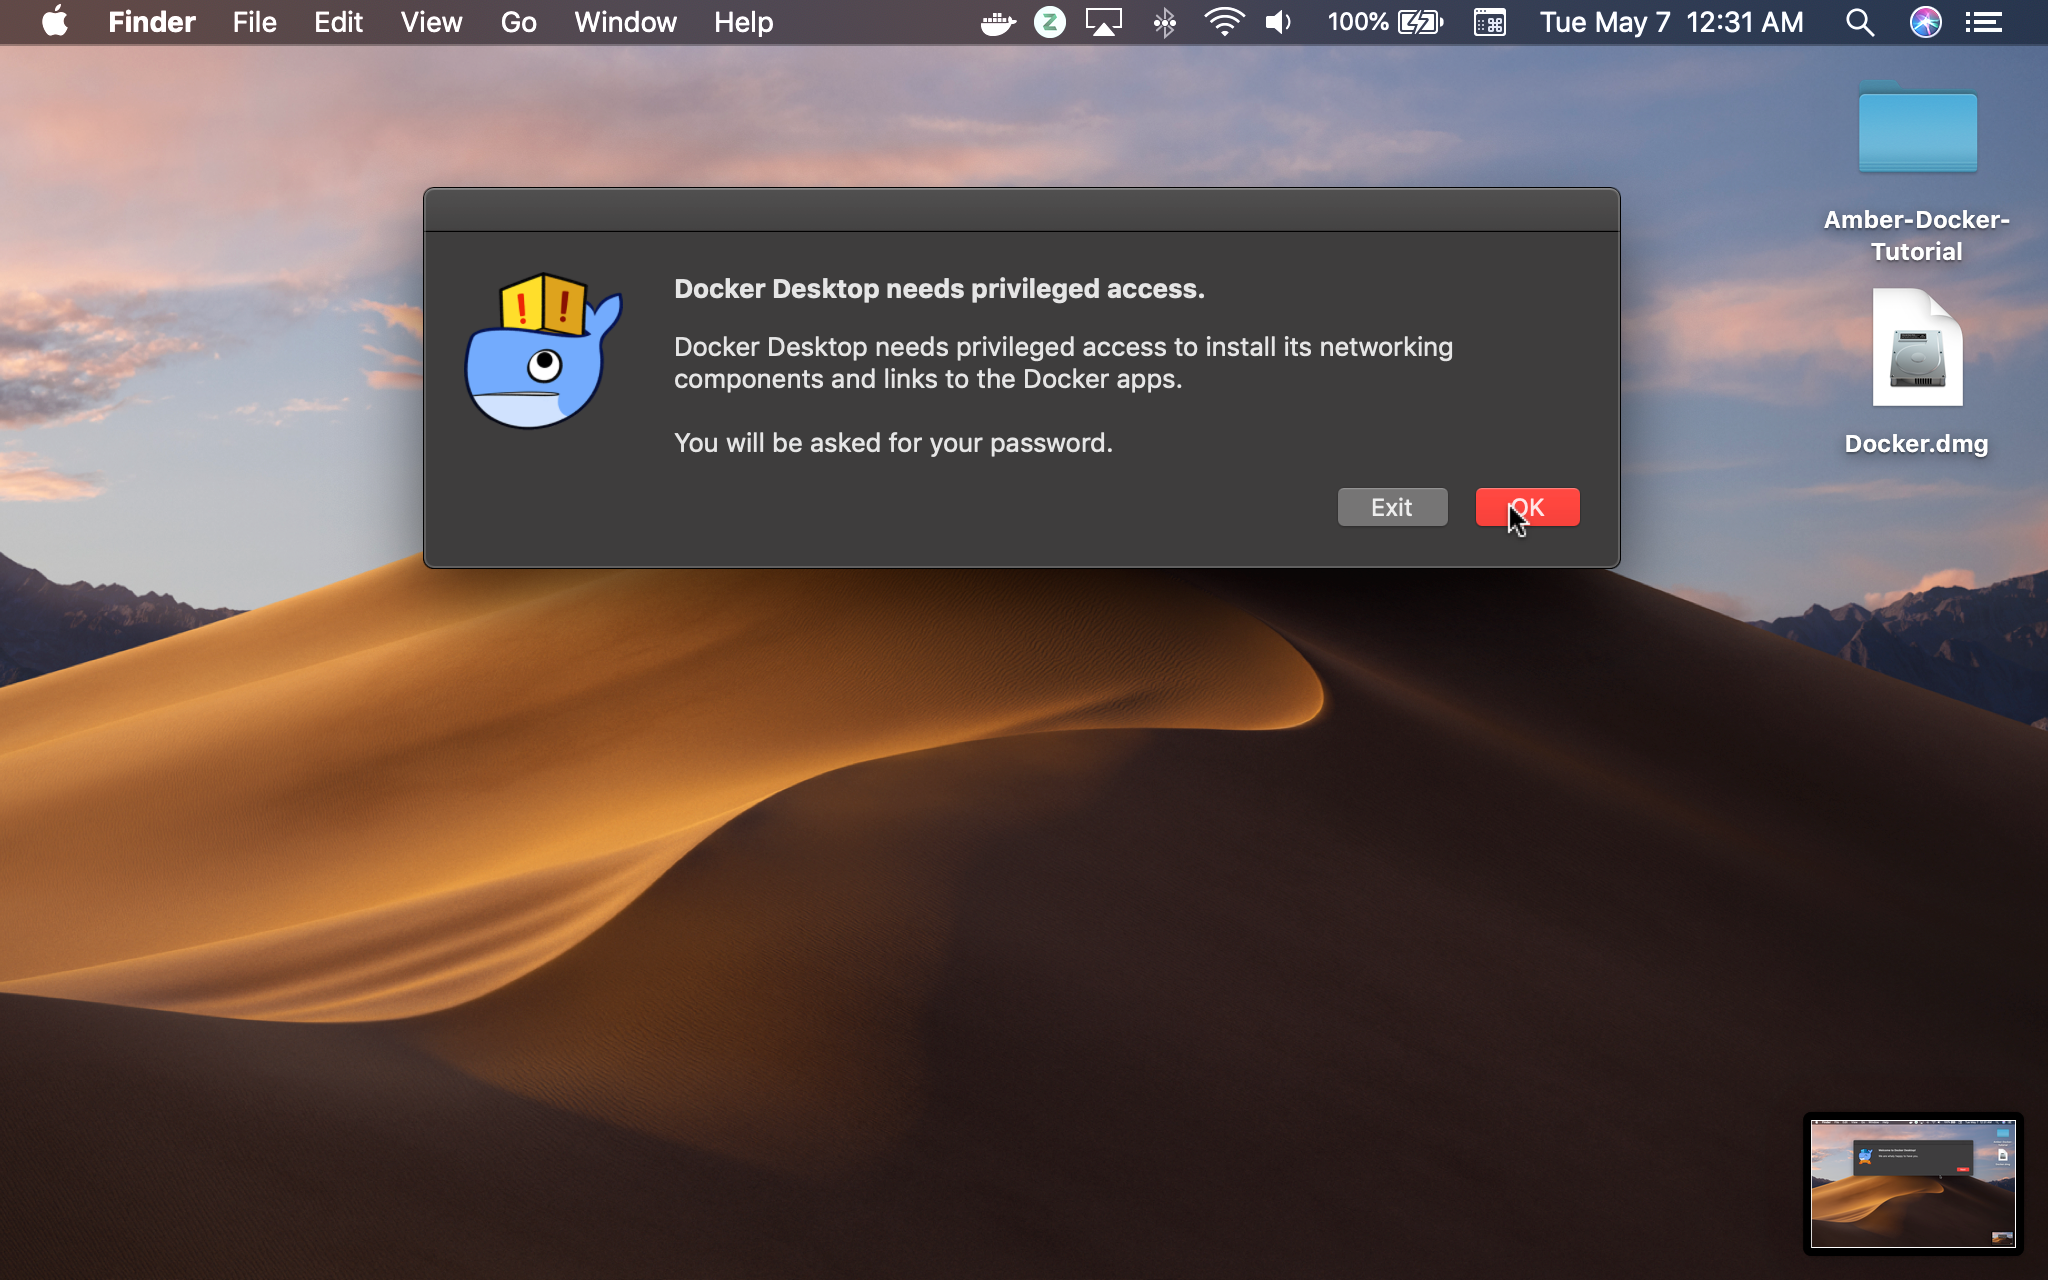 Finder File Edit View Go Window Help 100% Tue May 7 12:31 AM
Amber-Docker-
Tutorial
Docker.dmg
Docker Desktop needs privileged access.
Docker Desktop needs privileged access to install its networking
components and links to the Docker apps.
You will be asked for your password.
Exit OK